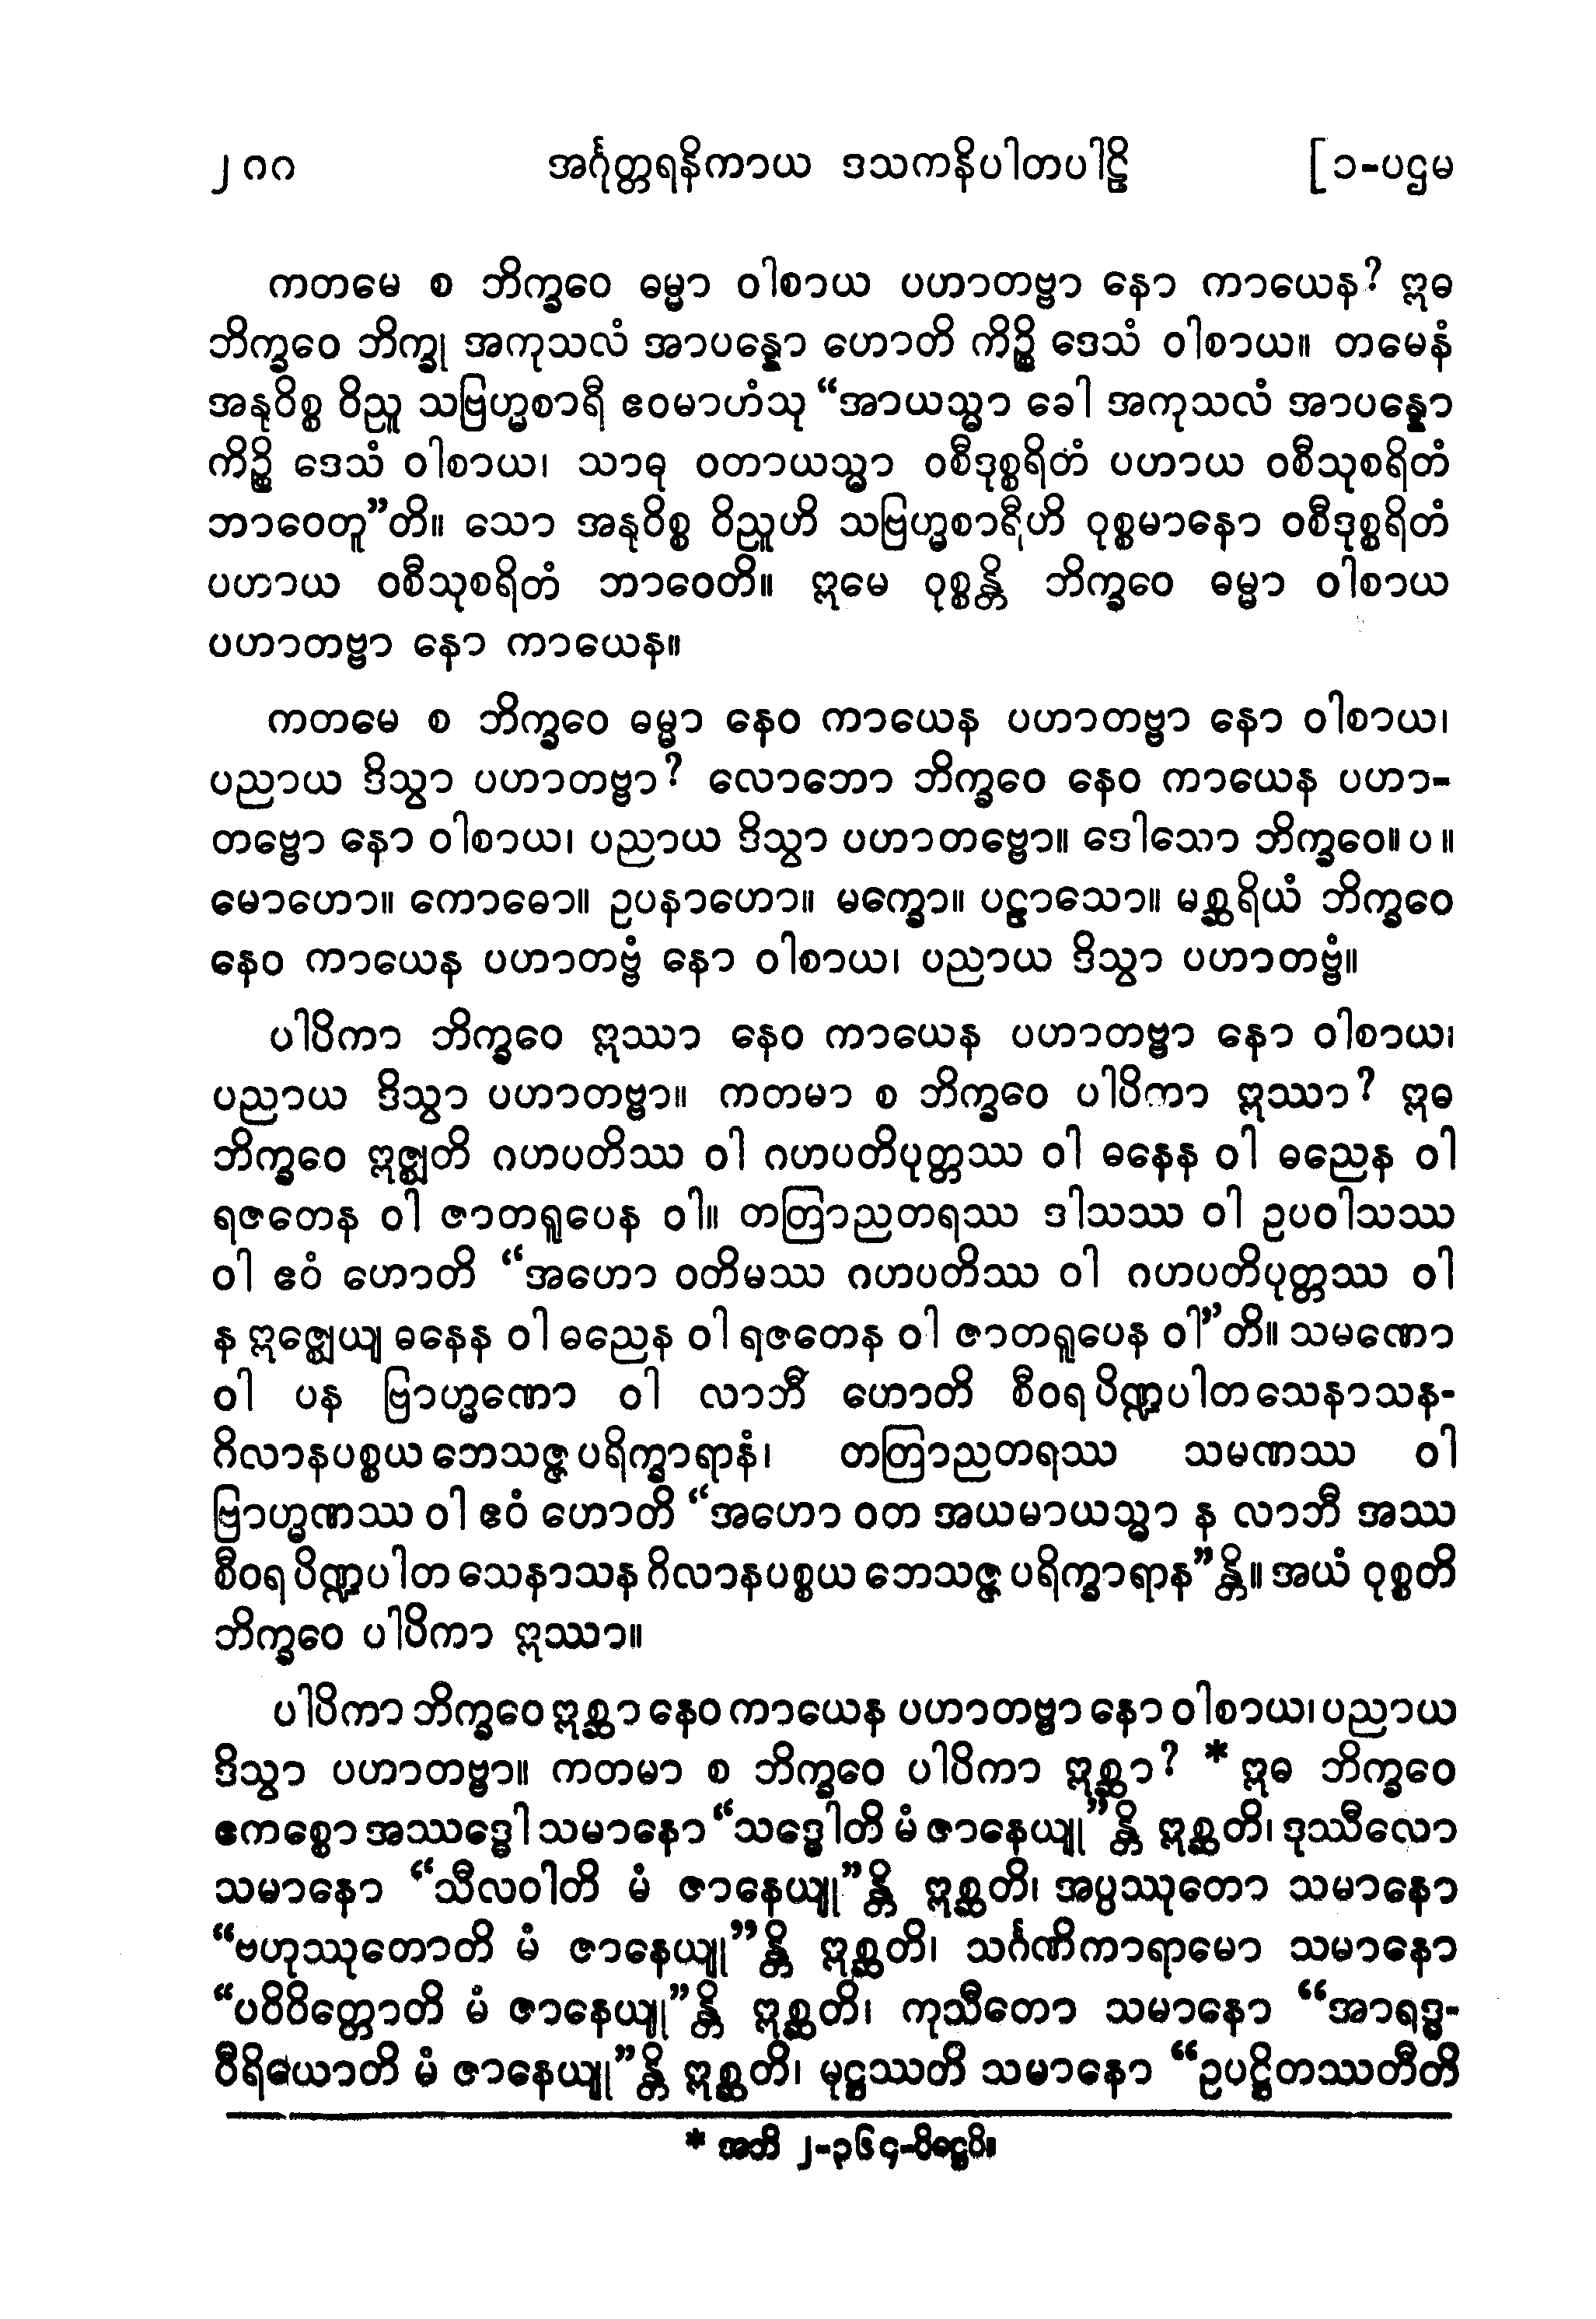 ၂၈၈ အင်္ဂုတ္တရနိကာယ ဒသကနိပါတပါဠိ [၁-ပဌမ
ကတမေ စ ဘိက္ခဝေ ဓမ္မာ ဝါစာယ ပဟာတဗ္ဗာ နော ကာယေန? ဣဓ
ဘိက္ခဝေ ဘိက္ခု အကုသလံ အာပန္နော ဟောတိ ကိဉ္စိ ဒေသံ ဝါစာယ။ တမေနံ
အနုဝိစ္စ ဝိညူ သဗြဟ္မစာရီ ဧဝမာဟံသု “အာယသ္မာ ခေါ အကုသလံ အာပန္နော
ကိဉ္စိ ဒေသံ ဝါစာယ၊ သာဓု ဝတာယသ္မာ ဝစီဒုစ္စရိတံ ပဟာယ ဝစီသုစရိတံ
ဘာဝေတူ”တိ။ သော အနုဝိစ္စ ဝိညူဟိ သဗြဟ္မစာရီဟိ ဝုစ္စမာနော ဝစီဒုစ္စရိတံ
ပဟာယ ဝစီသုစရိတံ ဘာဝေတိ။ ဣမေ ဝုစ္စန္တိ ဘိက္ခဝေ ဓမ္မာ ဝါစာယ
ပဟာတဗ္ဗာ နော ကာယေန။
ကတမေ စ ဘိက္ခဝေ ဓမ္မာ နေဝ ကာယေန ပဟာတဗ္ဗာ နော ဝါစာယ၊
ပညာယ ဒိသွာ ပဟာတဗ္ဗာ? လောဘော ဘိက္ခဝေ နေဝ ကာယေန ပဟာ-
တဗ္ဗော နော ဝါစာယ၊ ပညာယ ဒိသွာ ပဟာတဗ္ဗော။ ဒေါသော ဘိက္ခဝေ။ ပ ။
မောဟော။ ကောဓော။ ဥပနာဟော။ မက္ခော။ ပဠာသော။ မစ္ဆရိယံ ဘိက္ခဝေ
နေဝ ကာယေန ပဟာတဗ္ဗံ နော ဝါစာယ၊ ပညာယ ဒိသွာ ပဟာတဗ္ဗံ။
ပါပိကာ ဘိက္ခဝေ ဣဿာ နေဝ ကာယေန ပဟာတဗ္ဗာ နော ဝါစာယ၊
ပညာယ ဒိသွာ ပဟာတဗ္ဗာ။ ကတမာ စ ဘိက္ခဝေ ပါပိကာ ဣဿာ? ဣဓ
ဘိက္ခဝေ ဣဇ္ဈတိ ဂဟပတိဿ ဝါ ဂဟပတိပုတ္တဿ ဝါ ဓနေန ဝါ ဓညေန ဝါ
ရဇတေန ဝါ ဇာတရူပေန ဝါ။ တတြာညတရဿ ဒါသဿ ဝါ ဥပဝါသဿ
ဝါ ဧဝံ ဟောတိ “အဟော ဝတိမဿ ဂဟပတိဿ ဝါ ဂဟပတိပုတ္တဿ ဝါ
န ဣဇ္ဈေယျ ဓနေန ဝါ ဓညေန ဝါ ရဇတေန ဝါ ဇာတရူပေန ဝါ”တိ။ သမဏော
ဝါ ပန ဗြာဟ္မဏော ဝါ လာဘီ ဟောတိ စီဝရ ပိဏ္ဍပါတ သေနာသန-
ဂိလာနပစ္စယ ဘေသဇ္ဇ ပရိက္ခာရာနံ၊ တတြာညတရဿ သမဏဿ ဝါ
ဗြာဟ္မဏဿ ဝါ ဧဝံ ဟောတိ “အဟော ဝတ အယမာယသ္မာ န လာဘီ အဿ
စီဝရ ပိဏ္ဍပါတ သေနာသန ဂိလာနပစ္စယ ဘေသဇ္ဇ ပရိက္ခာရာန”န္တိ။ အယံ ဝုစ္စတိ
ဘိက္ခဝေ ပါပိကာ ဣဿာ။
ပါပိကာ ဘိက္ခဝေ ဣစ္ဆာ နေဝ ကာယေန ပဟာတဗ္ဗာ နော ဝါစာယ၊ ပညာယ
ဒိသွာ ပဟာတဗ္ဗာ။ ကတမာ စ ဘိက္ခဝေ ပါပိကာ ဣစ္ဆာ? * ဣဓ ဘိက္ခဝေ
ဧကစ္စော အဿဒ္ဓေါ သမာနော “သဒ္ဓေါတိ မံ ဇာနေယျု”န္တိ ဣစ္ဆတိ၊ ဒုဿီလော
သမာနော “သီလဝါတိ မံ ဇာနေယျု”န္တိ ဣစ္ဆတိ၊ အပ္ပဿုတော သမာနော
“ဗဟုဿုတောတိ မံ ဇာနေယျု”န္တိ ဣစ္ဆတိ၊ သင်္ဂဏိကာရာမော သမာနော
“ပဝိဝိတ္တောတိ မံ ဇာနေယျု”န္တိ ဣစ္ဆတိ၊ ကုသီတော သမာနော “အာရဒ္ဓ-
ဝီရိယောတိ မံ ဇာနေယျု”န္တိ ဣစ္ဆတိ၊ မုဋ္ဌဿတိ သမာနော “ဥပဋ္ဌိတဿတီတိ
* အဘိ ၂-၃၆၄-ပိဋ္ဌေပိ။